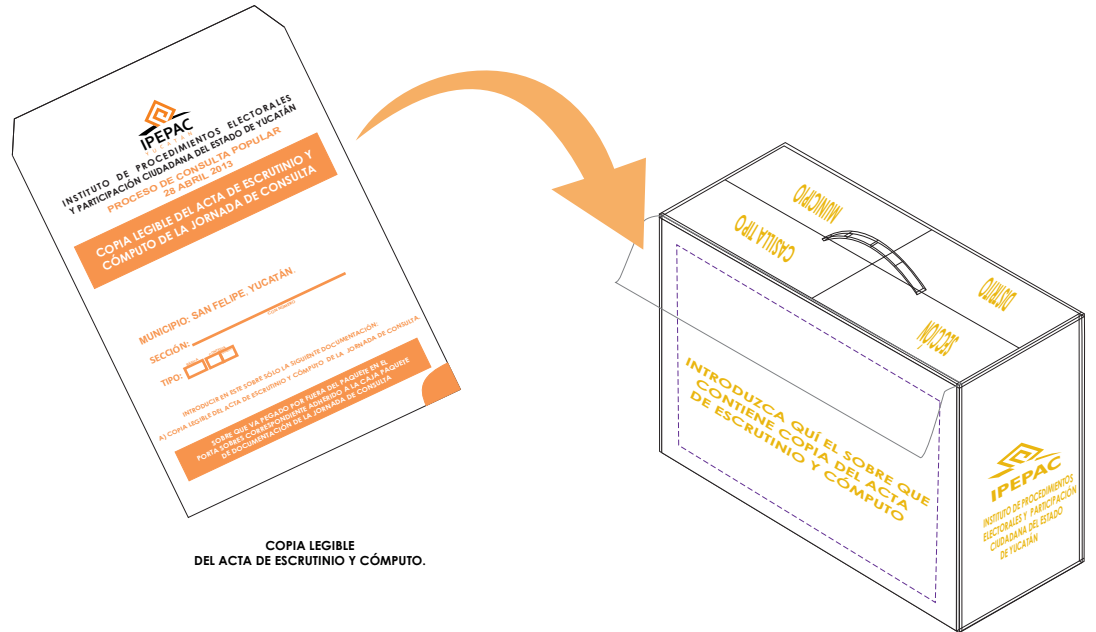 IPEPAC
YUCATÁN
INSTITUTO DE PROCEDIMIENTOS ELECTORALES
Y PARTICIPACIÓN CIUDADANA DEL ESTADO DE YUCATÁN
PROCESO DE CONSULTA POPULAR
28 ABRIL 2013
COPIA LEGIBLE DEL ACTA DE ESCRUTINIO Y
CÓMPUTO DE LA JORNADA DE CONSULTA
MUNICIPIO: SAN FELIPE, YUCATÁN.
SECCIÓN:
TIPO:
INTRODUCIR EN ESTE SOBRE SÓLO LA SIGUIENTE DOCUMENTACIÓN:
A) COPIA LEGIBLE DEL ACTA DE ESCRUTINIO Y CÓMPUTO DE LA JORNADA DE CONSULTA.
SOBRE QUE VA PEGADO POR FUERA DEL PAQUETE EN EL
PORTA SOBRES CORRESPONDIENTE ADHERIDO A LA CAJA PAQUETE
DE DOCUMENTACIÓN DE LA JORNADA DE CONSULTA
COPIA LEGIBLE
DEL ACTA DE ESCRUTINIO Y CÓMPUTO.
MUNICIPIO
CASILLA TIPO
DISTRITO
SECCIÓN
INTRODUZCA QUÍ EL SOBRE QUE
CONTIENE COPIA DEL ACTA
DE ESCRUTINIO Y CÓMPUTO
IPEPAC
INSTITUTO DE PROCEDIMIENTOS
ELECTORALES Y PARTICIPACIÓN
CIUDADANA DEL ESTADO
DE YUCATÁN